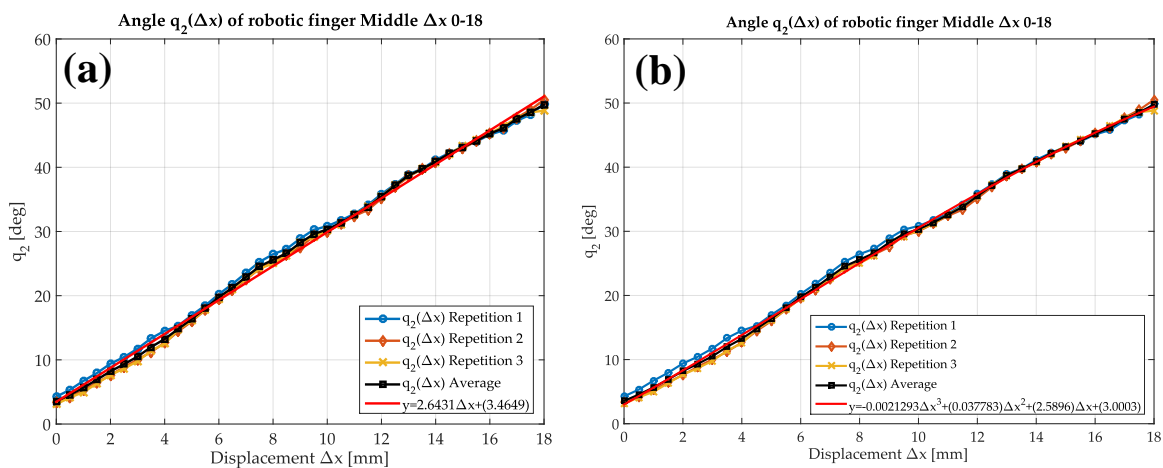 Angle q2(Δx) of robotic finger Middle Δx 0-18
(a)
60
50
40
30
20
10
0
q2 [deg]
q2(Δx) Repetition 1
q2(Δx) Repetition 2
q2(Δx) Repetition 3
q2(Δx) Average
y=2.6431Δx+(3.4649)
0 2 4 6 8 10 12 14 16 18
Displacement Δx [mm]
Angle q2(Δx) of robotic finger Middle Δx 0-18
(b)
60
50
40
30
20
10
0
q2 [deg]
q2(Δx) Repetition 1
q2(Δx) Repetition 2
q2(Δx) Repetition 3
q2(Δx) Average
y=-0.0021293Δx³+(0.037783)Δx²+(2.5896)Δx+(3.0003)
0 2 4 6 8 10 12 14 16 18
Displacement Δx [mm]